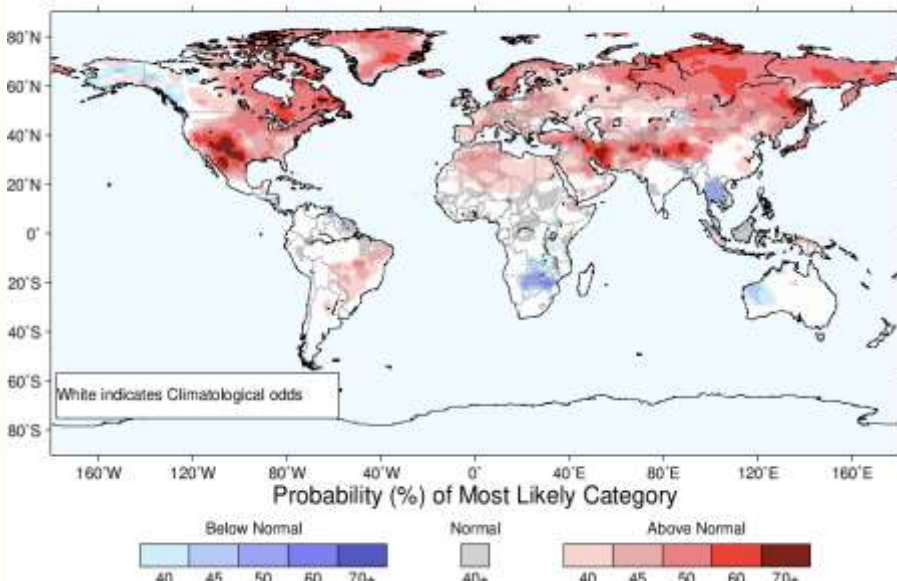 80˚N
60˚N
40˚N
20˚N
0˚
20˚S
40˚S
60˚S
80˚S
White indicates Climatological odds
160˚W 120˚W 80˚W 40˚W 0˚ 40˚E 80˚E 120˚E 160˚E
Probability (%) of Most Likely Category
Below Normal Normal Above Normal
40 45 50 60 70+ 40+ 40 45 50 60 70+